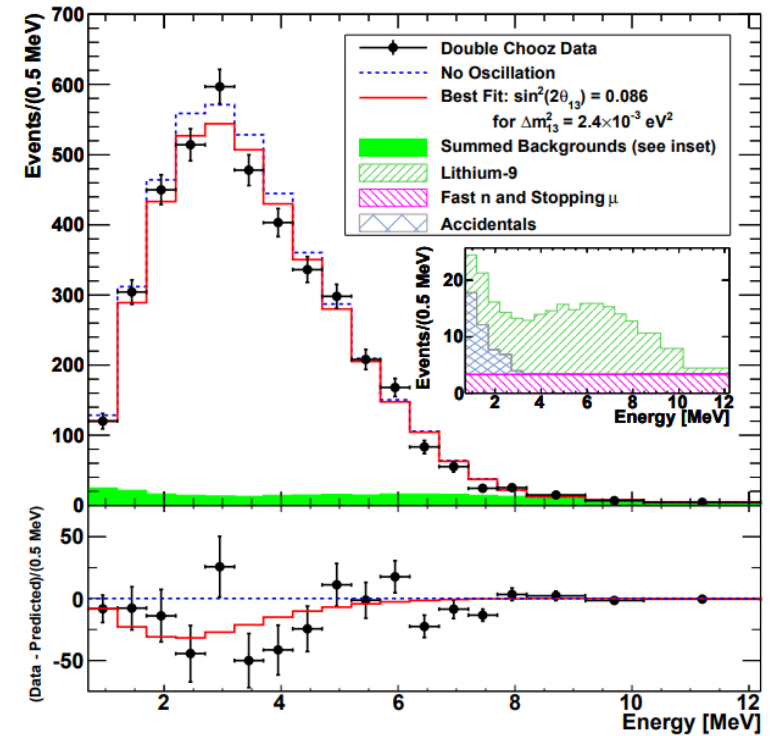 700
600
500
400
300
200
100
0
Events/(0.5 MeV)
Double Chooz Data
No Oscillation
Best Fit: sin²(2θ₁₃) = 0.086
for Δm²₁₃ = 2.4×10⁻³ eV²
Summed Backgrounds (see inset)
Lithium-9
Fast n and Stopping μ
Accidentals
Events/(0.5 MeV)
20
10
0
2 4 6 8 10 12
Energy [MeV]
(Data - Predicted)/(0.5 MeV)
50
0
-50
2 4 6 8 10 12
Energy [MeV]